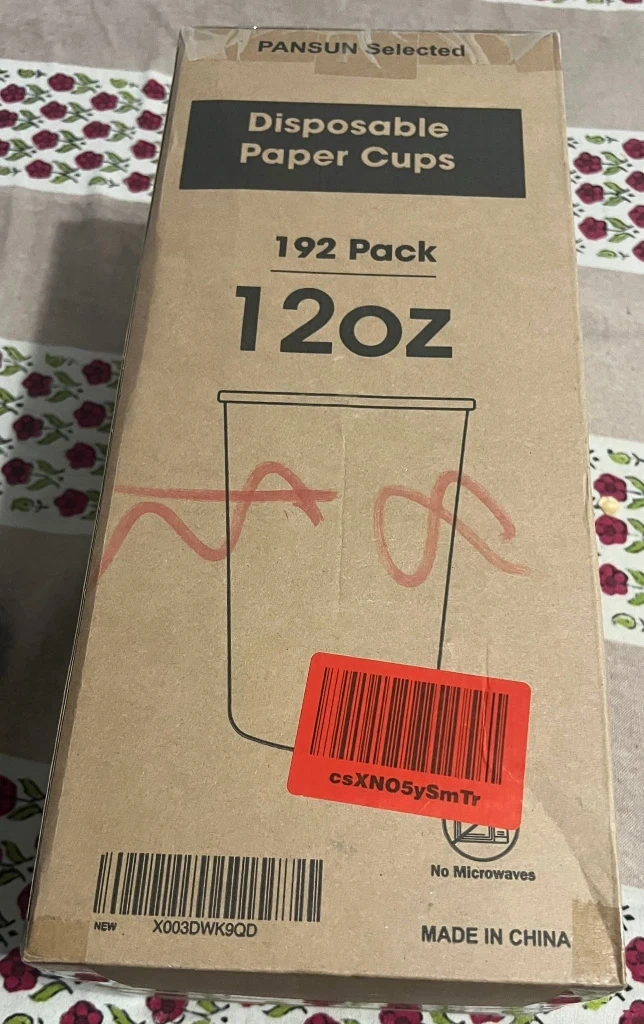 PANSUN Selected
Disposable
Paper Cups
192 Pack
12oz
csXNO5ySmTr
No Microwaves
NEW X003DWK9QD
MADE IN CHINA